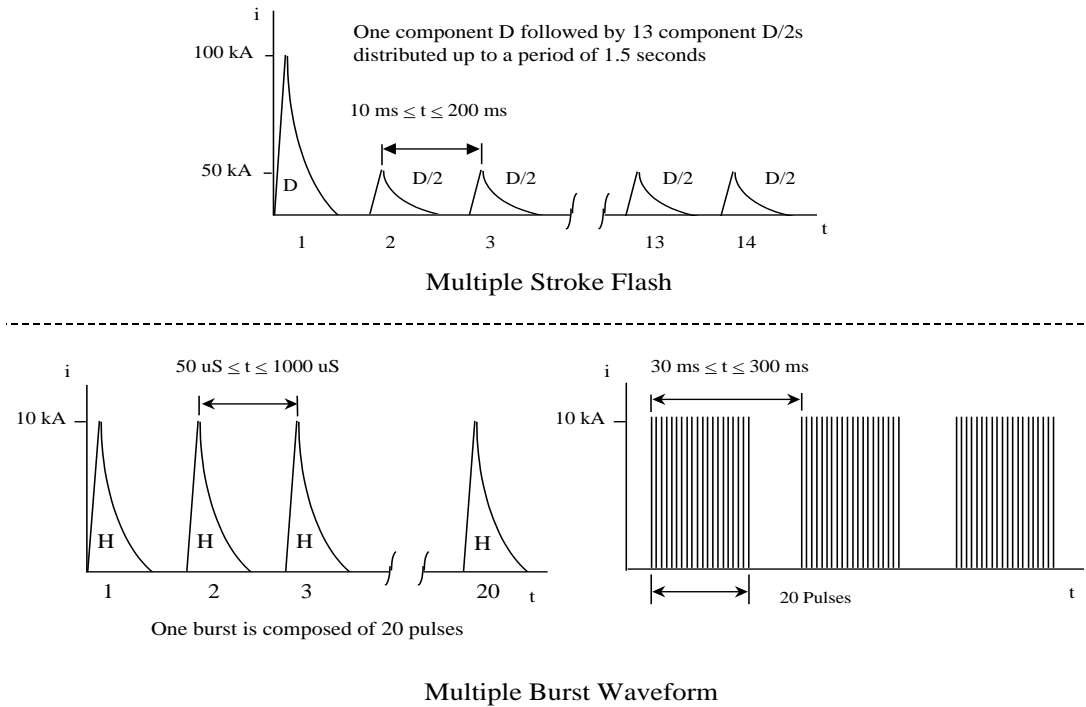 i
One component D followed by 13 component D/2s
distributed up to a period of 1.5 seconds
100 kA
10 ms ≤ t ≤ 200 ms
50 kA
D
D/2
D/2
D/2
D/2
1
2
3
13
14
t
Multiple Stroke Flash
50 uS ≤ t ≤ 1000 uS
i
10 kA
H
H
H
H
1
2
3
20
t
One burst is composed of 20 pulses
30 ms ≤ t ≤ 300 ms
i
10 kA
20 Pulses
t
Multiple Burst Waveform